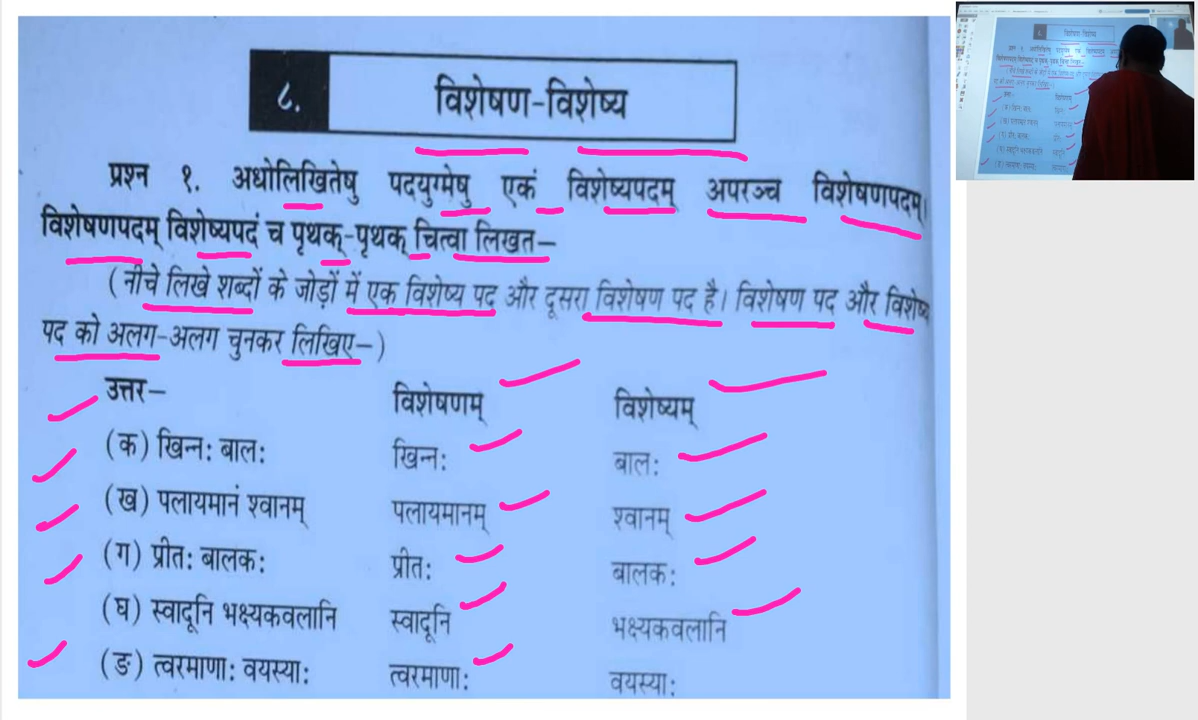 ८. विशेषण-विशेष्य
प्रश्न १. अधोलिखितेषु पदयुग्मेषु एकं विशेष्यपदम् अपरञ्च विशेषणपदम्।
विशेषणपदम् विशेष्यपदं च पृथक्-पृथक् चित्वा लिखत–
(नीचे लिखे शब्दों के जोड़ों में एक विशेष्य पद और दूसरा विशेषण पद है। विशेषण पद और विशेष्य
पद को अलग-अलग चुनकर लिखिए–)
उत्तर– विशेषणम् विशेष्यम्
(क) खिन्नः बालः खिन्नः बालः
(ख) पलायमानं श्वानम् पलायमानम् श्वानम्
(ग) प्रीतः बालकः प्रीतः बालकः
(घ) स्वादूनि भक्ष्यकवलानि स्वादूनि भक्ष्यकवलानि
(ङ) त्वरमाणाः वयस्याः त्वरमाणाः वयस्याः